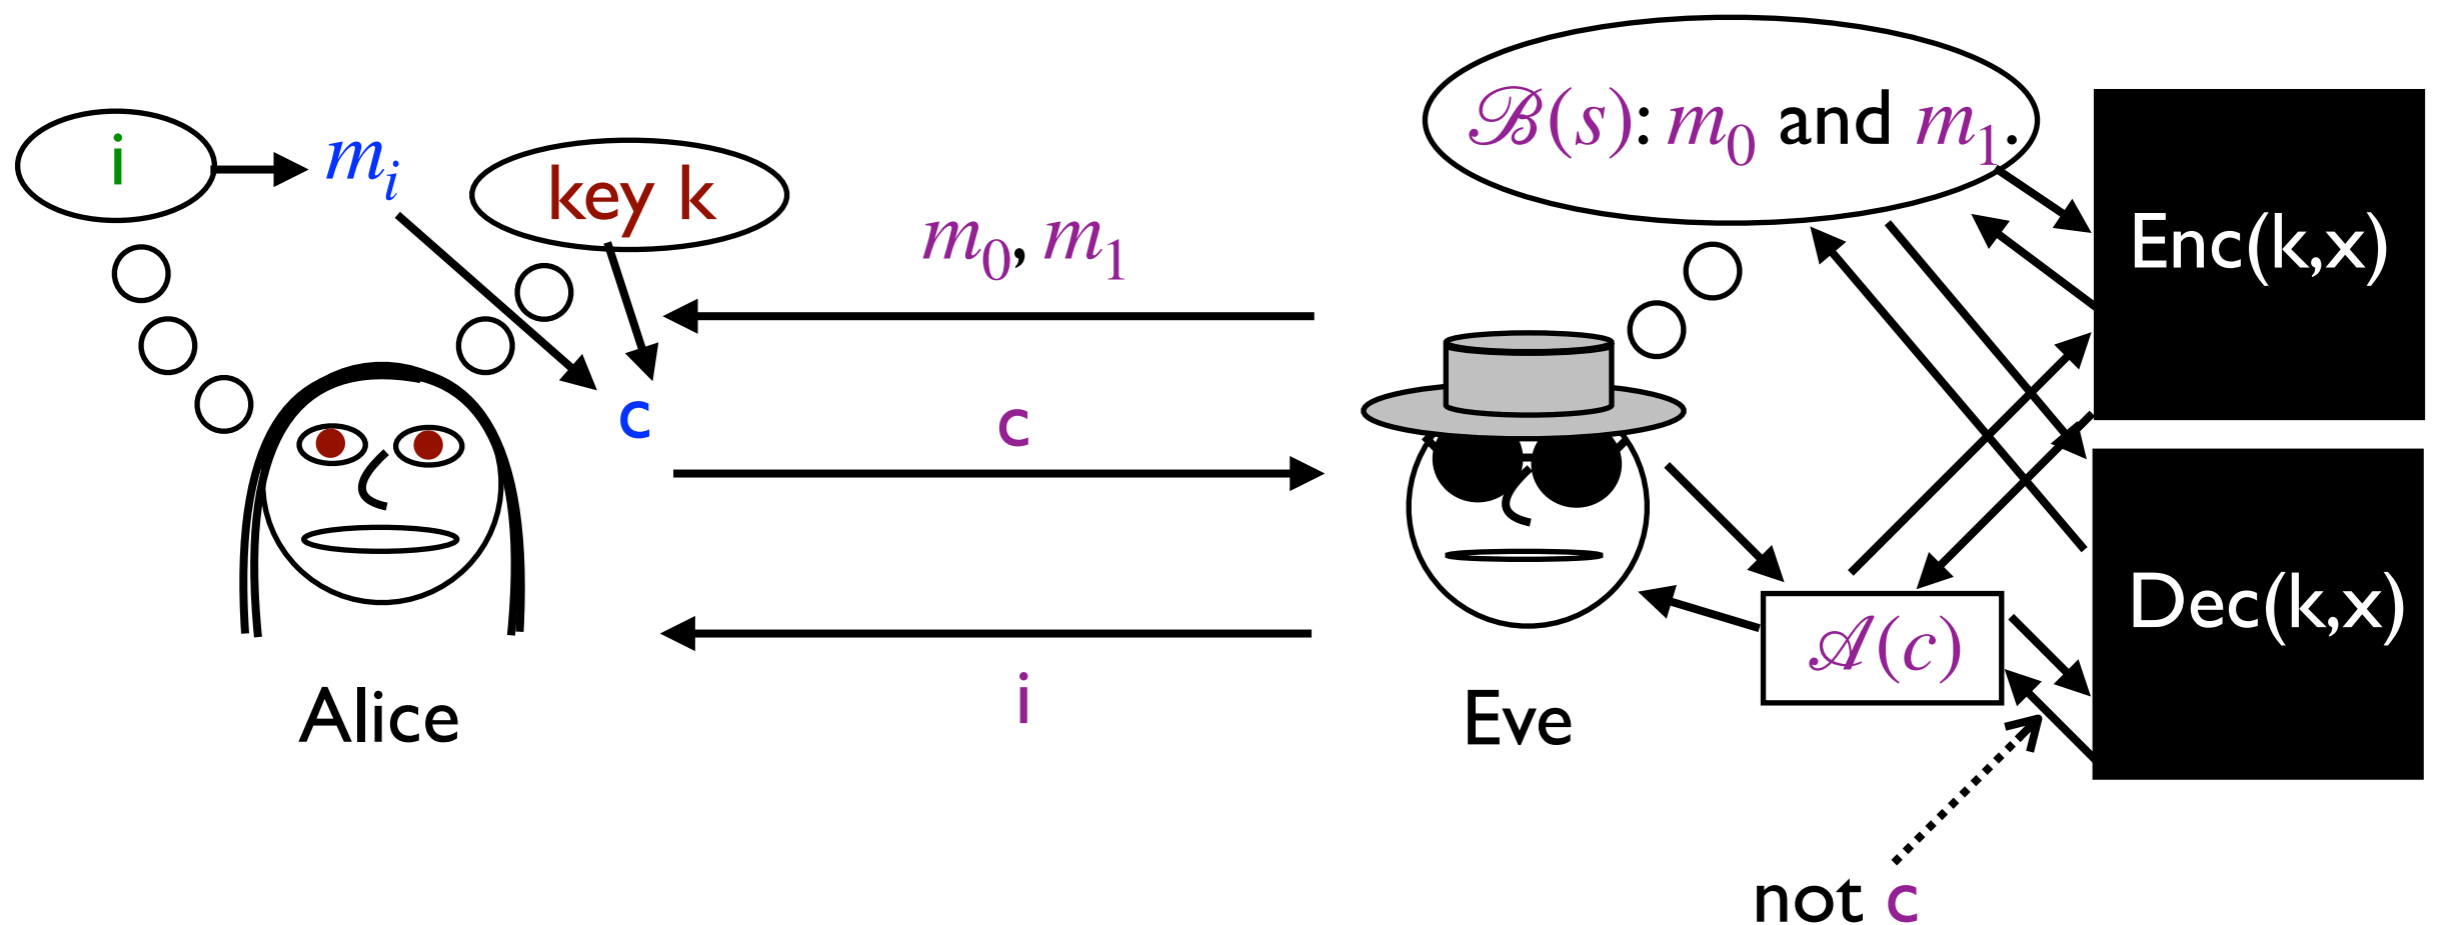 i
m_i
key k
m_0, m_1
ℬ(s): m_0 and m_1.
Enc(k,x)
c
c
Dec(k,x)
𝒜(c)
i
Alice
Eve
not c